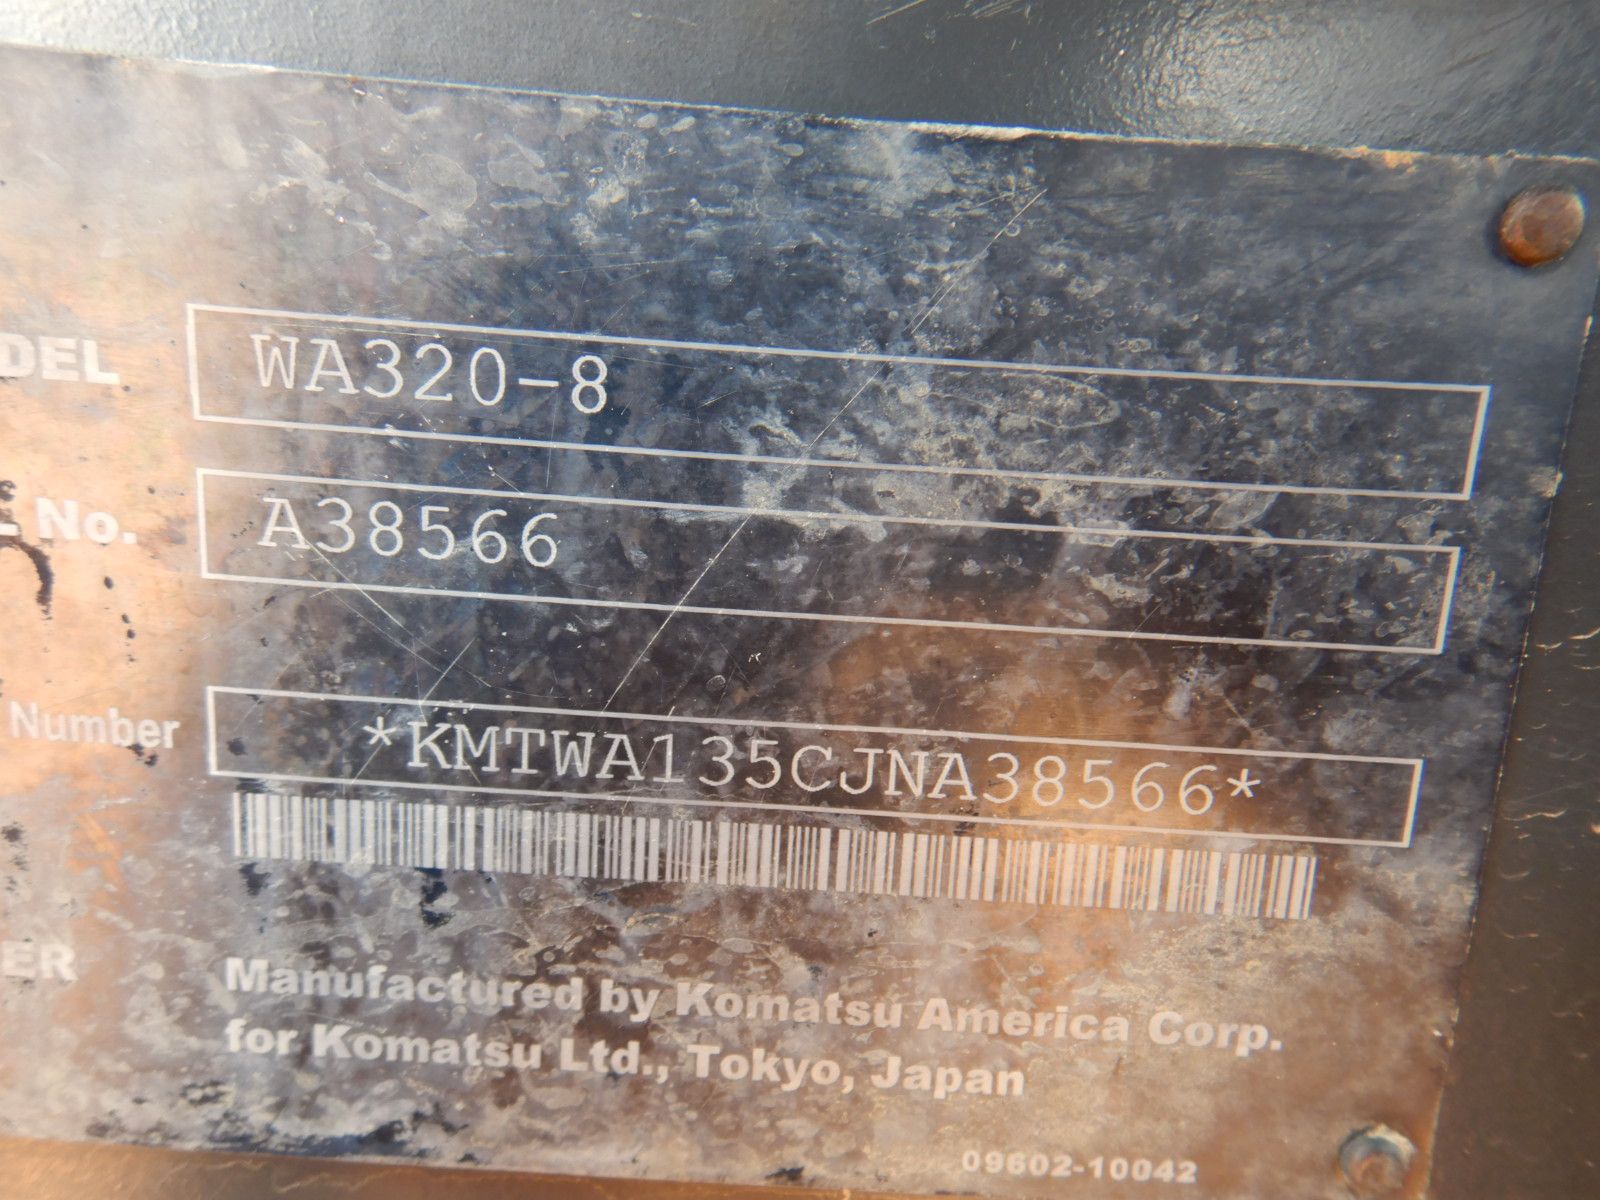 DEL WA320-8
L No. A38566
Number *KMTWA135CJNA38566*
ER Manufactured by Komatsu America Corp.
for Komatsu Ltd., Tokyo, Japan
09602-10042